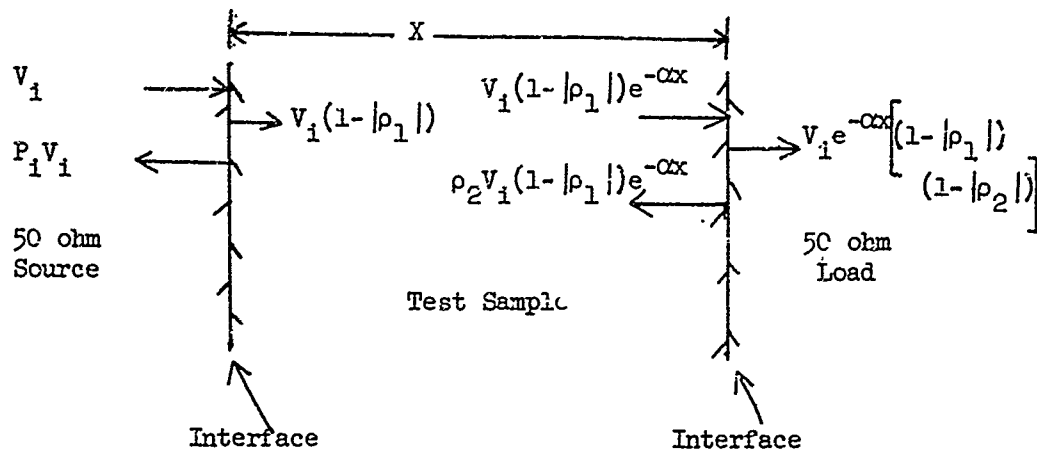 X
V_i
V_i(1-|ρ_1|)
P_iV_i
V_i(1-|ρ_1|)e^{-αx}
ρ_2V_i(1-|ρ_1|)e^{-αx}
V_ie^{-αx}[(1-|ρ_1|)
(1-|ρ_2|)]
50 ohm
Source
Test Sample
50 ohm
Load
Interface
Interface